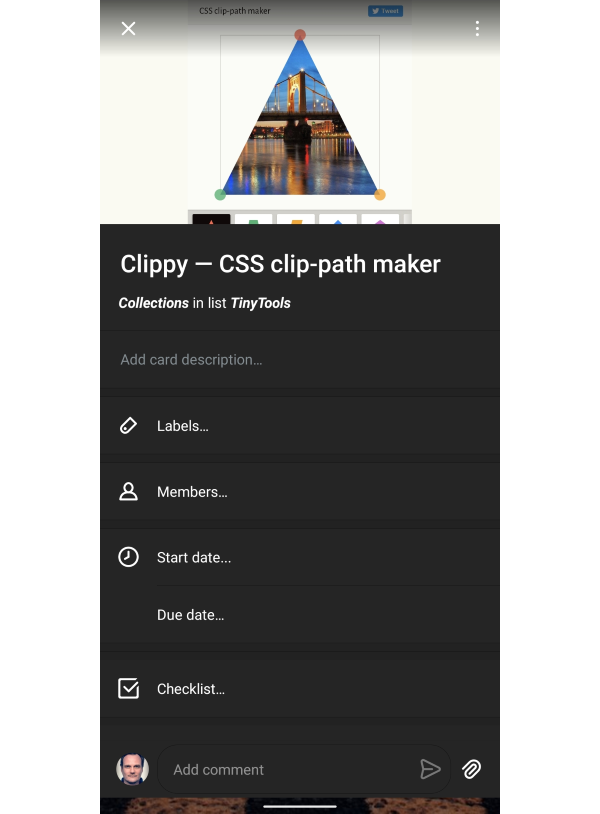 CSS clip-path maker
Tweet
Clippy — CSS clip-path maker
Collections in list TinyTools
Add card description...
Labels...
Members...
Start date...
Due date...
Checklist...
Add comment